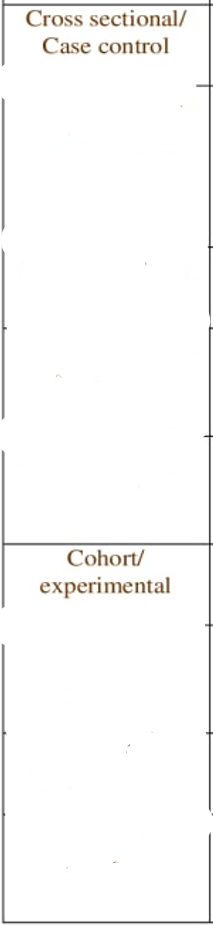 Cross sectional/
Case control
Cohort/
experimental